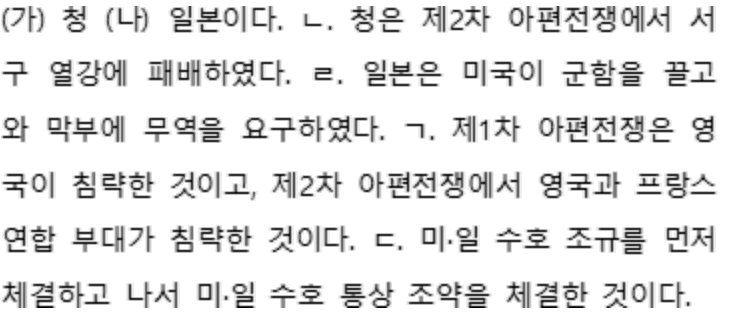 (가) 청 (나) 일본이다. ㄴ. 청은 제2차 아편전쟁에서 서
구 열강에 패배하였다. ㄹ. 일본은 미국이 군함을 끌고
와 막부에 무역을 요구하였다. ㄱ. 제1차 아편전쟁은 영
국이 침략한 것이고, 제2차 아편전쟁에서 영국과 프랑스
연합 부대가 침략한 것이다. ㄷ. 미·일 수호 조규를 먼저
체결하고 나서 미·일 수호 통상 조약을 체결한 것이다.